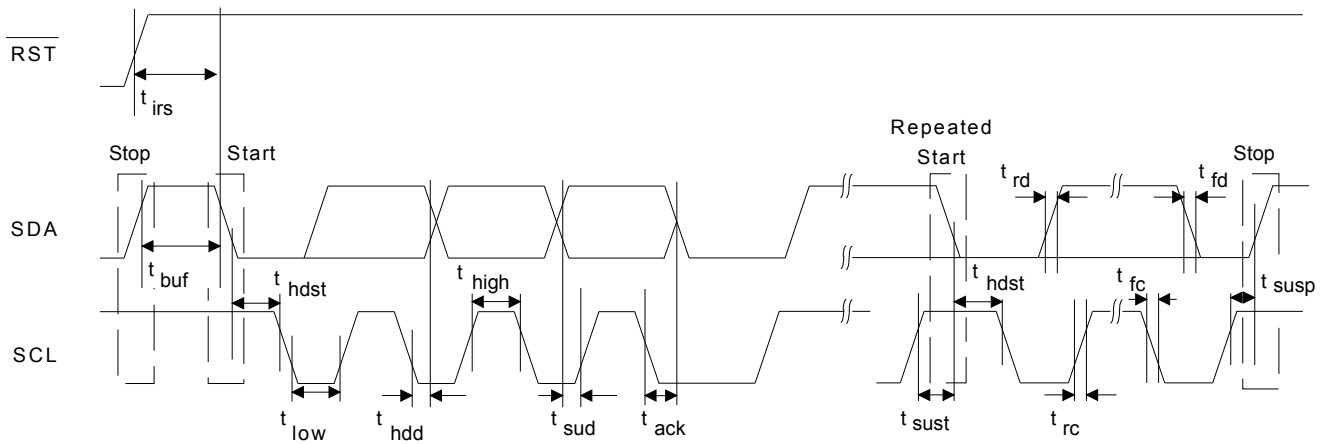 RST
t irs
Repeated
Stop Start Start Stop
t rd t fd
SDA
t buf t hdst t high t hdst t fc t susp
SCL
t low t hdd t sud t ack t sust t rc